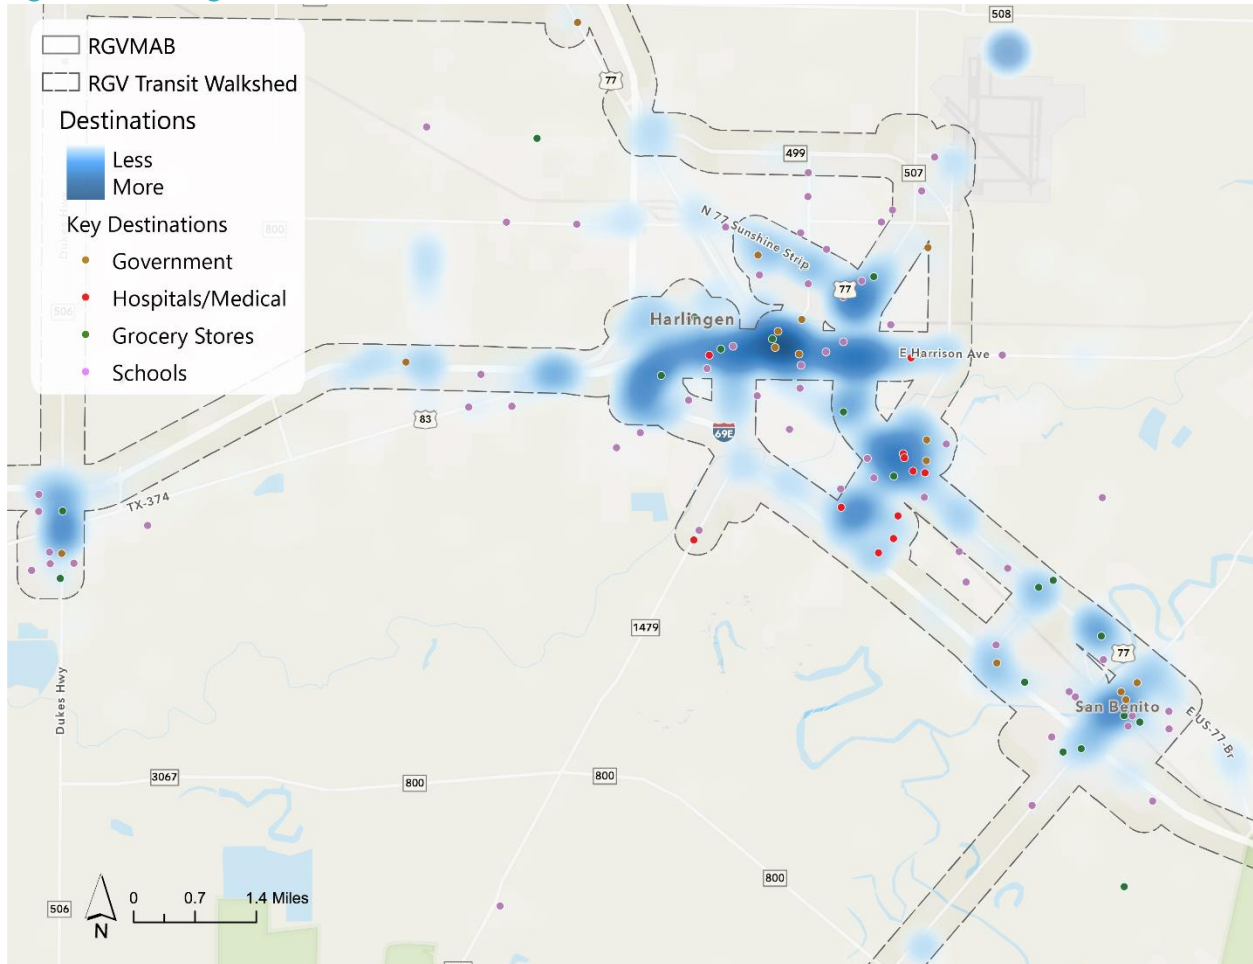 508
RGVMAB
RGV Transit Walkshed
77
Destinations
499
Less
507
More
Key Destinations
N 77 Sunshine Strip
800
Government
77
Hospitals/Medical
506
Harlingen
Grocery Stores
E Harrison Ave
Schools
83
69E
TX-374
1479
77
Dukes Hwy
San Benito
E US-77-Br
3067
800
800
800
0 0.7 1.4 Miles
506
N